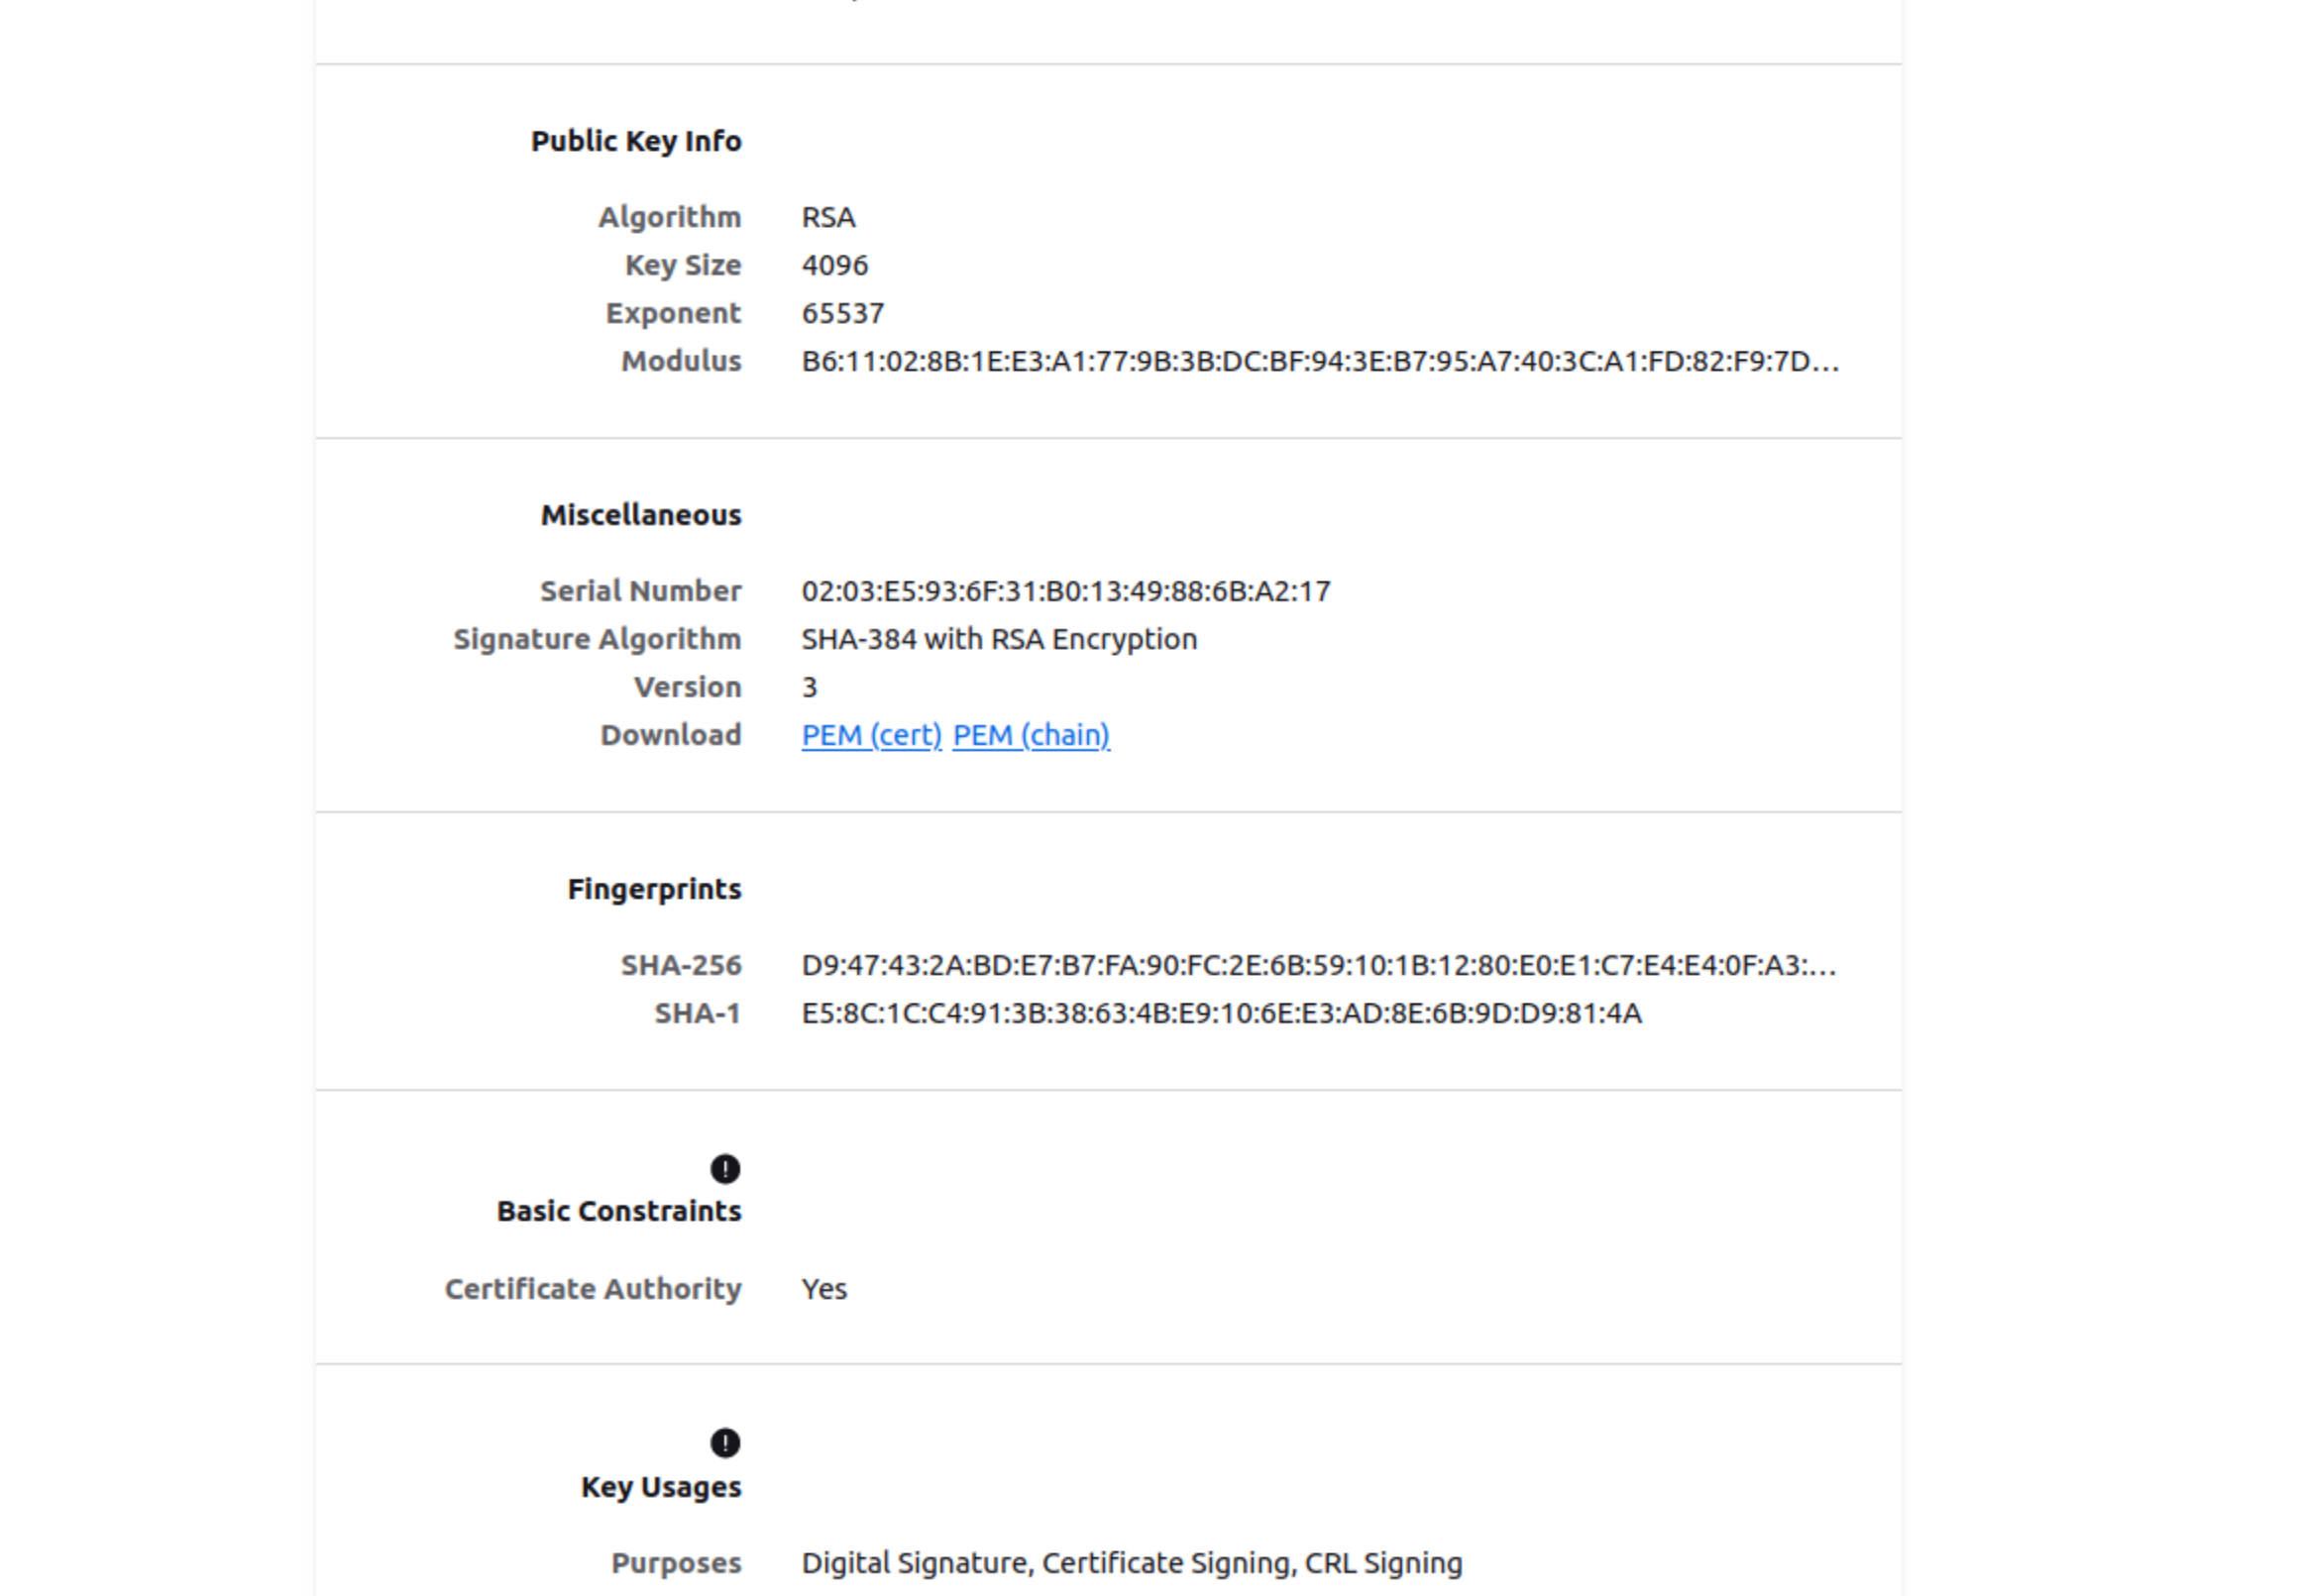 Public Key Info
Algorithm RSA
Key Size 4096
Exponent 65537
Modulus B6:11:02:8B:1E:E3:A1:77:9B:3B:DC:BF:94:3E:B7:95:A7:40:3C:A1:FD:82:F9:7D…
Miscellaneous
Serial Number 02:03:E5:93:6F:31:B0:13:49:88:6B:A2:17
Signature Algorithm SHA-384 with RSA Encryption
Version 3
Download PEM (cert) PEM (chain)
Fingerprints
SHA-256 D9:47:43:2A:BD:E7:B7:FA:90:FC:2E:6B:59:10:1B:12:80:E0:E1:C7:E4:E4:0F:A3:…
SHA-1 E5:8C:1C:C4:91:3B:38:63:4B:E9:10:6E:E3:AD:8E:6B:9D:D9:81:4A
Basic Constraints
Certificate Authority Yes
Key Usages
Purposes Digital Signature, Certificate Signing, CRL Signing